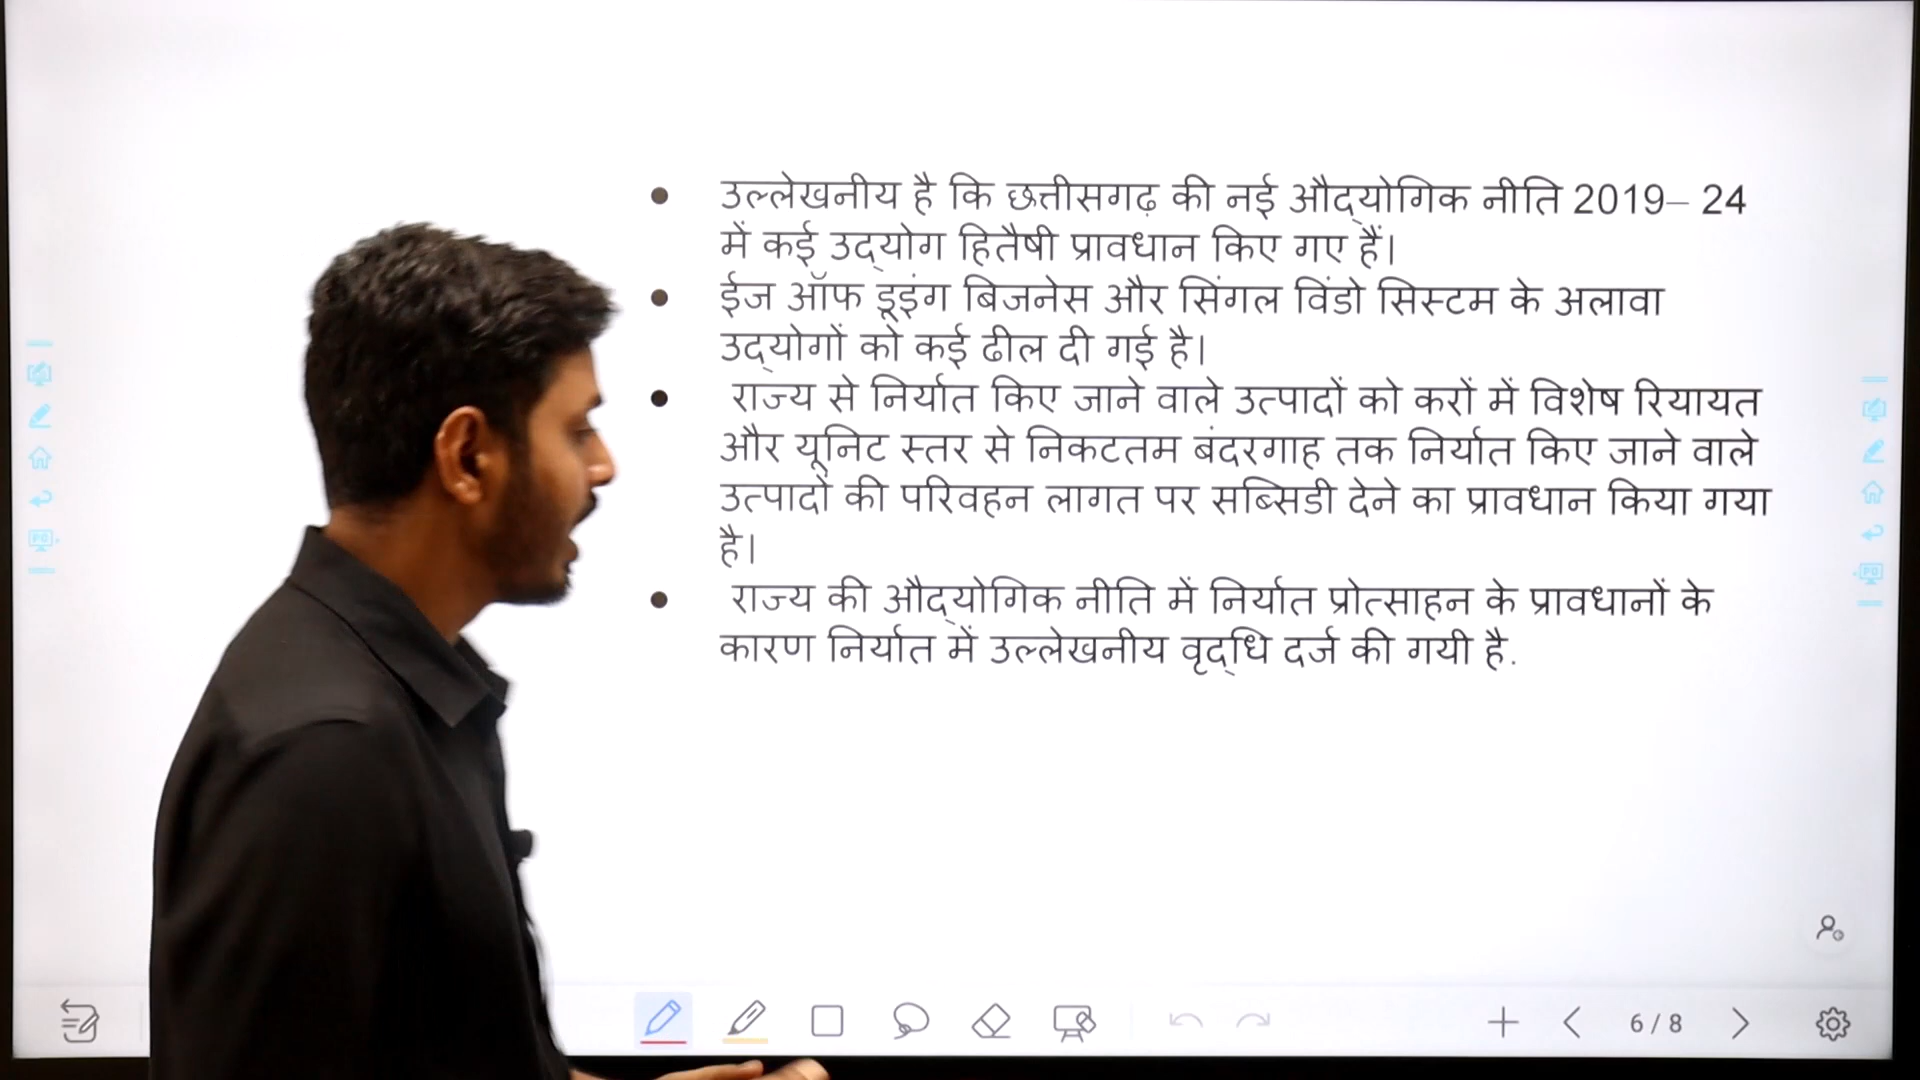 ● उल्लेखनीय है कि छत्तीसगढ़ की नई औद्योगिक नीति 2019– 24
में कई उद्योग हितैषी प्रावधान किए गए हैं।
● ईज ऑफ डूइंग बिजनेस और सिंगल विंडो सिस्टम के अलावा
उद्योगों को कई ढील दी गई है।
● राज्य से निर्यात किए जाने वाले उत्पादों को करों में विशेष रियायत
और यूनिट स्तर से निकटतम बंदरगाह तक निर्यात किए जाने वाले
उत्पादों की परिवहन लागत पर सब्सिडी देने का प्रावधान किया गया
है।
● राज्य की औद्योगिक नीति में निर्यात प्रोत्साहन के प्रावधानों के
कारण निर्यात में उल्लेखनीय वृद्धि दर्ज की गयी है.
6 / 8